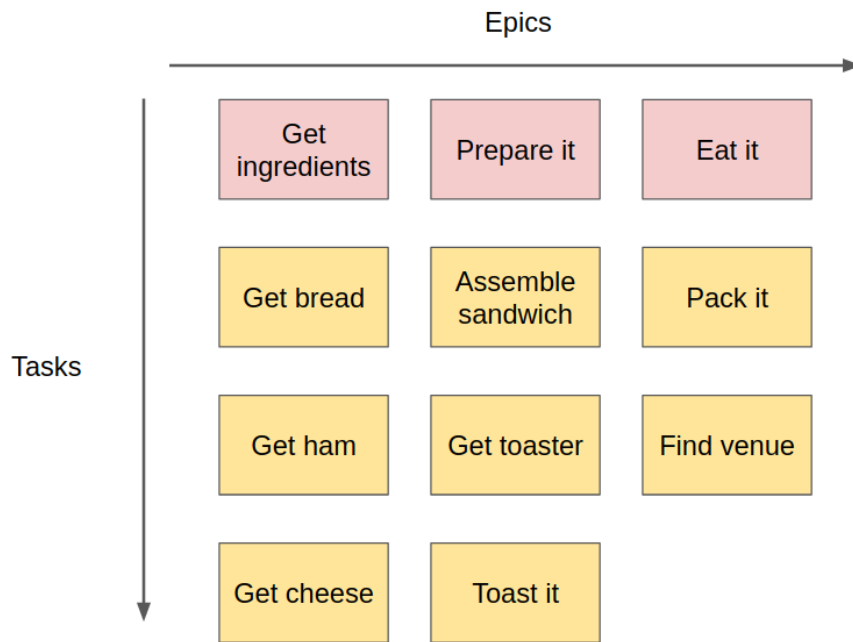 Epics
Get
ingredients
Prepare it
Eat it
Get bread
Assemble
sandwich
Pack it
Tasks
Get ham
Get toaster
Find venue
Get cheese
Toast it